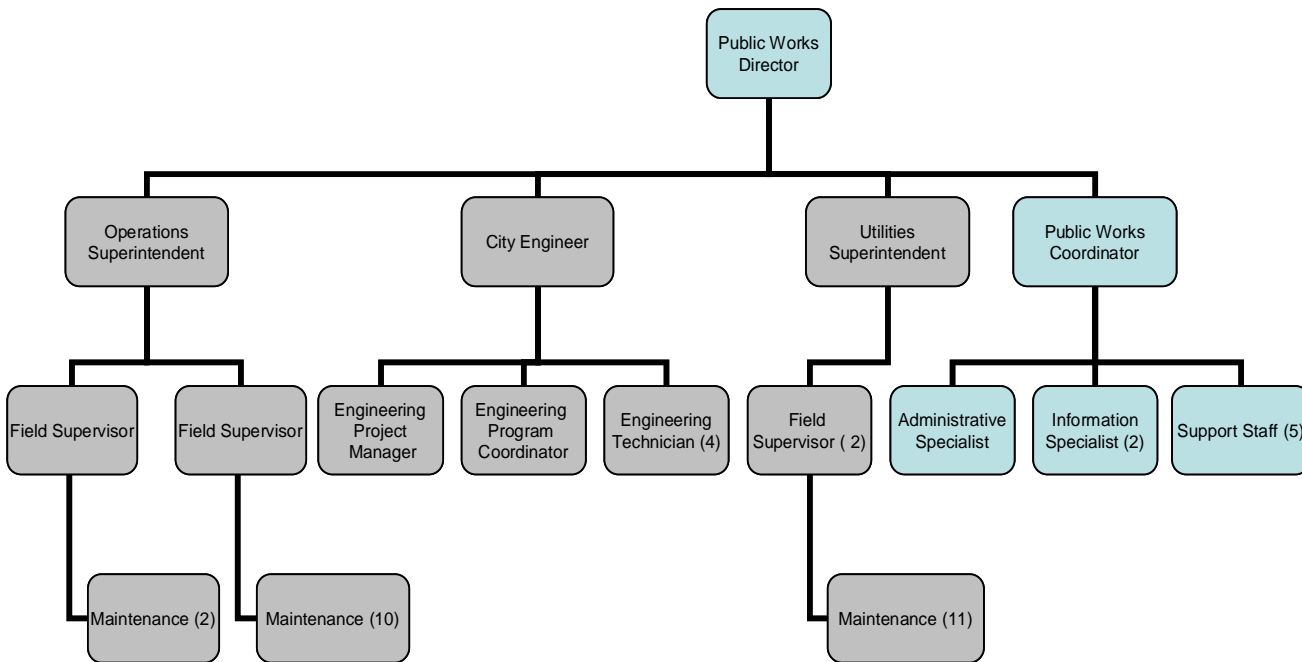 Public Works
Director
Operations
Superintendent
City Engineer
Utilities
Superintendent
Public Works
Coordinator
Field Supervisor
Field Supervisor
Engineering
Project
Manager
Engineering
Program
Coordinator
Engineering
Technician (4)
Field
Supervisor ( 2)
Administrative
Specialist
Information
Specialist (2)
Support Staff (5)
Maintenance (2)
Maintenance (10)
Maintenance (11)